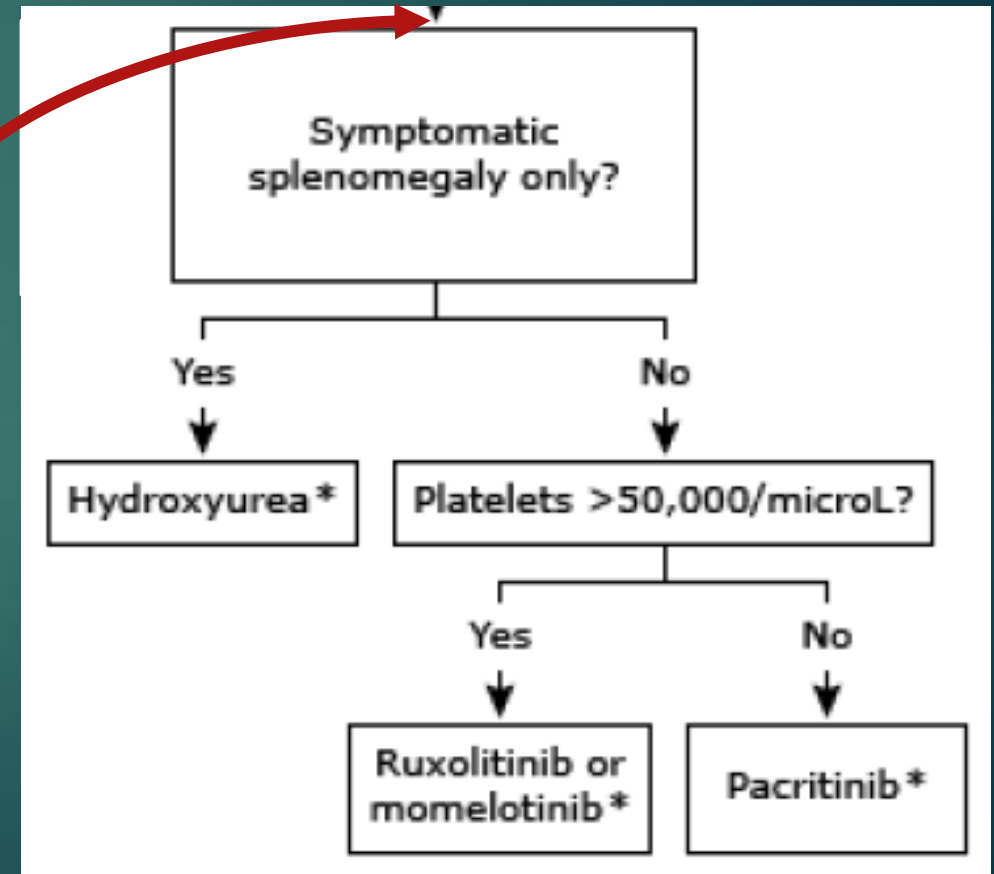 Symptomatic
splenomegaly only?
Yes
No
Hydroxyurea*
Platelets >50,000/microL?
Yes
No
Ruxolitinib or
momelotinib*
Pacritinib*